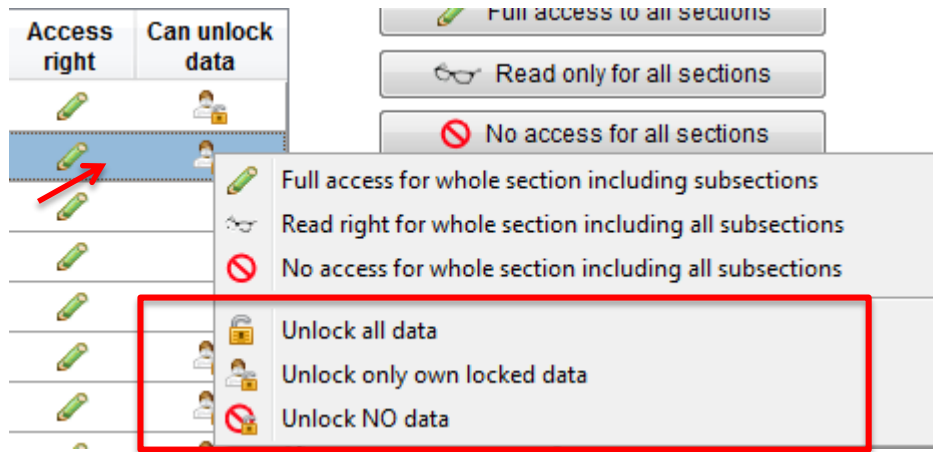 Full access to all sections
Access right
Can unlock data
Read only for all sections
No access for all sections
Full access for whole section including subsections
Read right for whole section including all subsections
No access for whole section including all subsections
Unlock all data
Unlock only own locked data
Unlock NO data